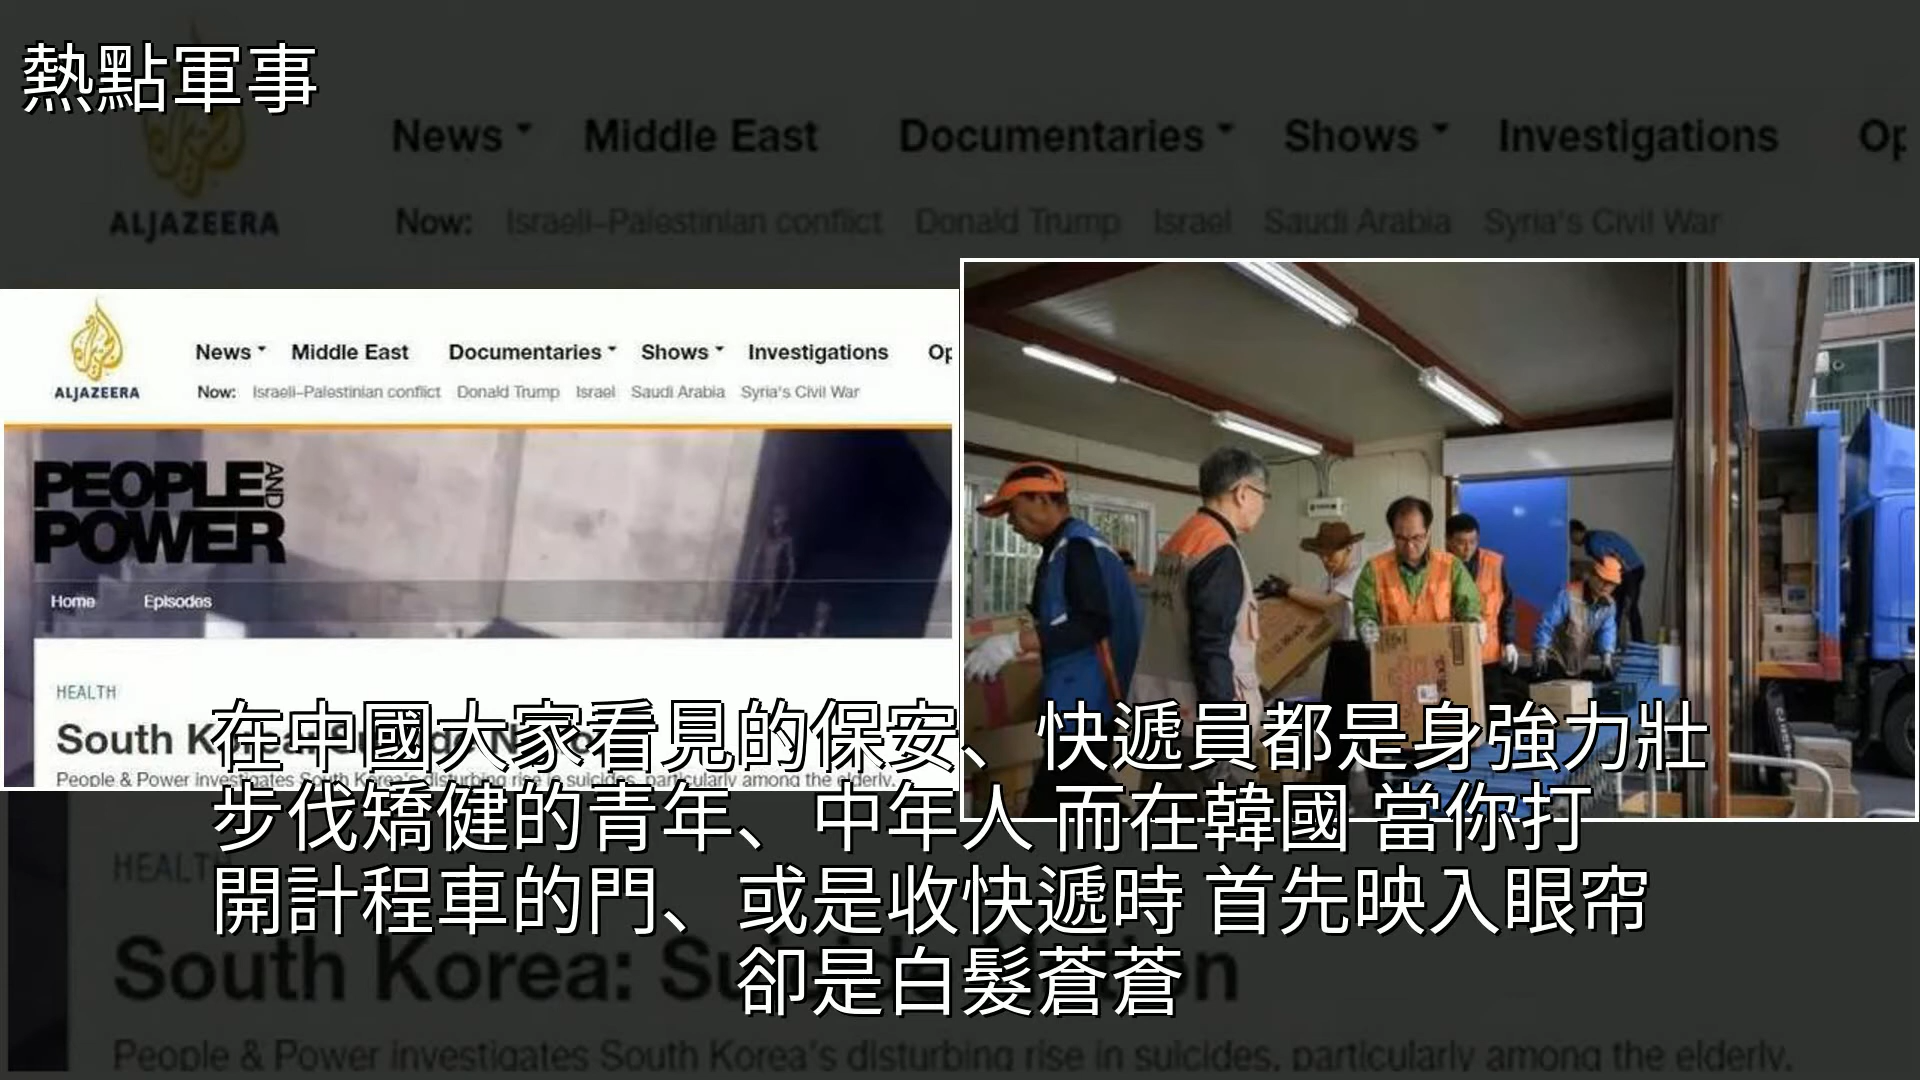 熱點軍事
News
Middle East
Documentaries
Shows
Investigations
Op
ALJAZEERA
Now:
Israeli-Palestinian conflict
Donald Trump
Israel
Saudi Arabia
Syria's Civil War
News
Middle East
Documentaries
Shows
Investigations
Op
ALJAZEERA
Now:
Israeli-Palestinian conflict
Donald Trump
Israel
Saudi Arabia
Syria's Civil War
PEOPLE AND
POWER
Home
Episodes
HEALTH
South
People & Power investigates South Korea's disturbing rise in suicides, particularly among the elderly.
在中國大家看見的保安、快遞員都是身強力壯
步伐矯健的青年、中年人 而在韓國 當你打
開計程車的門、或是收快遞時 首先映入眼帘
卻是白髮蒼蒼
HEALTH
South Korea:
People & Power investigates South Korea's disturbing rise in suicides, particularly among the elderly.